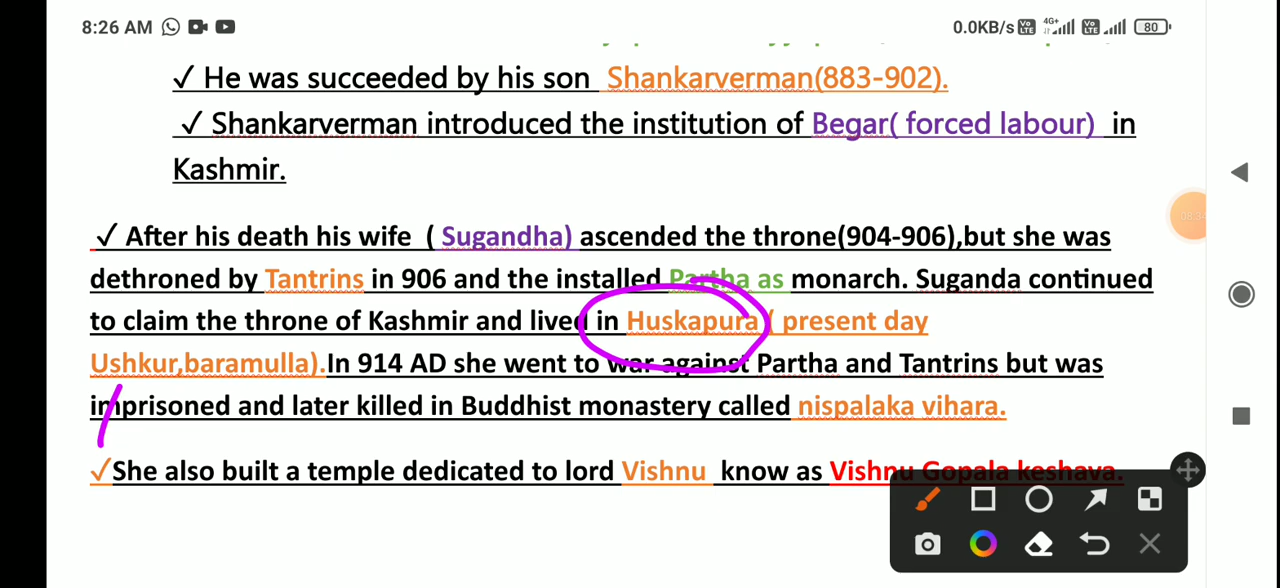 8:26 AM
0.0KB/s Vo LTE 4G+ Vo LTE 80
✓ He was succeeded by his son Shankarverman(883-902).
✓ Shankarverman introduced the institution of Begar( forced labour) in
Kashmir.
✓ After his death his wife ( Sugandha) ascended the throne(904-906),but she was
dethroned by Tantrins in 906 and the installed Partha as monarch. Suganda continued
to claim the throne of Kashmir and lived in Huskapura ( present day
Ushkur,baramulla).In 914 AD she went to war against Partha and Tantrins but was
imprisoned and later killed in Buddhist monastery called nispalaka vihara.
✓She also built a temple dedicated to lord Vishnu know as Vishnu Gopala keshava.